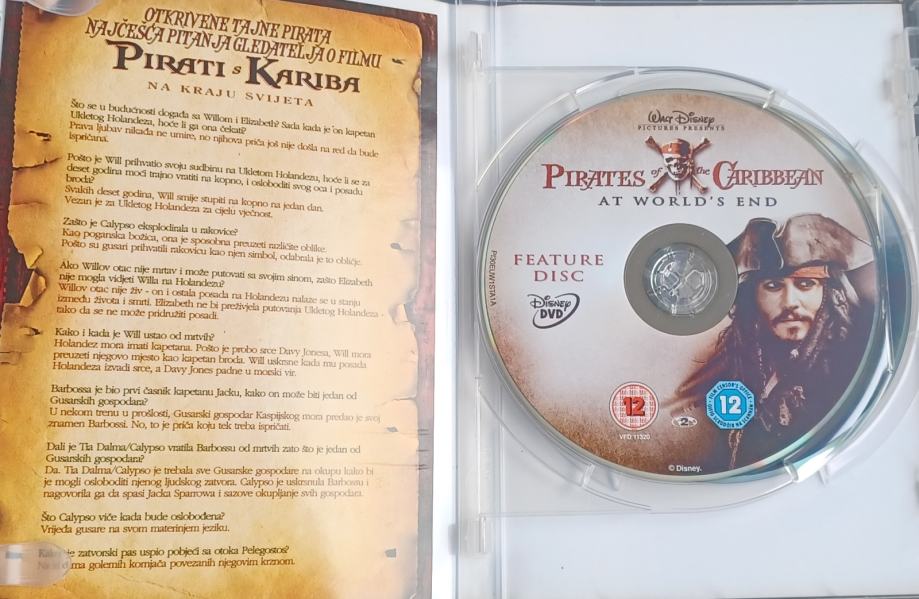 OTKRIVENE TAJNE PIRATA
NAJČEŠĆA PITANJA GLEDATELJA O FILMU
PIRATI s KARIBA
NA KRAJU SVIJETA
Što se u budućnosti događa sa Willom i Elizabeth? Sada kada je on kapetan
Ukletog Holandeza, hoće li ga ona čekati?
Prava ljubav nikada ne umire, no njihova priča još nije došla na red da bude
ispričana.
Pošto je Will prihvatio svoju sudbinu na Ukletom Holandezu, hoće li se za
deset godina moći trajno vratiti na kopno, i osloboditi svog oca i posadu
broda?
Svakih deset godina, Will smije stupiti na kopno na jedan dan.
Vezan je za Ukletog Holandeza za cijelu vječnost.
Zašto je Calypso eksplodirala u rakovice?
Kao poganska božica, ona je sposobna preuzeti različite oblike.
Pošto su gusari prihvatili rakovicu kao njen simbol, odabrala je to obličje.
Ako Willov otac nije mrtav i može putovati sa svojim sinom, zašto Elizabeth
nije mogla vidjeti Willa na Holandezu?
Willov otac nije živ - on i ostala posada na Holandezu nalaze se u stanju
između života i smrti. Elizabeth ne bi preživjela putovanja Ukletog Holandeza -
tako da se ne može pridružiti posadi.
Kako i kada je Will ustao od mrtvih?
Holandez mora imati kapetana. Pošto je probo srce Davy Jonesa, Will mora
preuzeti njegovo mjesto kao kapetan broda. Will uskrsne kada mu posada
Holandeza izvadi srce, a Davy Jones padne u morski vir.
Barbossa je bio prvi časnik kapetanu Jacku, kako on može biti jedan od
Gusarskih gospodara?
U nekom trenu u prošlosti, Gusarski gospodar Kaspijskog mora predao je svoj
znamen Barbossi. No, to je priča koju tek treba ispričati.
Dali je Tia Dalma/Calypso vratila Barbossu od mrtvih zato što je jedan od
Gusarskih gospodara?
Da. Tia Dalma/Calypso je trebala sve Gusarske gospodare na okupu kako bi
je mogli osloboditi njenog ljudskog zatvora. Calypso je uskrsnula Barbossu i
nagovorila ga da spasi Jacka Sparrowa i sazove okupljanje svih gospodara.
Što Calypso viče kada bude oslobođena?
Vrijeđa gusare na svom materinjem jeziku.
je zatvorski pas uspio pobjeći sa otoka Pelegostos?
ma golemih kornjača povezanih njegovim krznom.
WALT DISNEY
PICTURES PRESENTS
PIRATES of the CARIBBEAN
AT WORLD'S END
FEATURE
DISC
DISNEY
DVD
12
VFD 11320
2
12
© Disney.